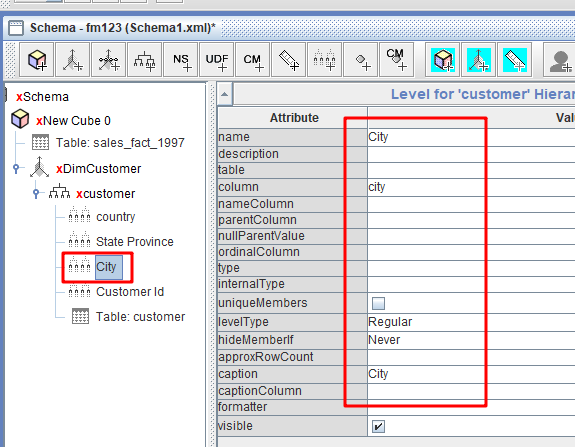 Schema - fm123 (Schema1.xml)*
NS UDF CM CM
xSchema
xNew Cube 0
Table: sales_fact_1997
xDimCustomer
xcustomer
country
State Province
City
Customer Id
Table: customer
Level for 'customer' Hierar
Attribute Valu
name City
description
table
column city
nameColumn
parentColumn
nullParentValue
ordinalColumn
type
internalType
uniqueMembers
levelType Regular
hideMemberIf Never
approxRowCount
caption City
captionColumn
formatter
visible